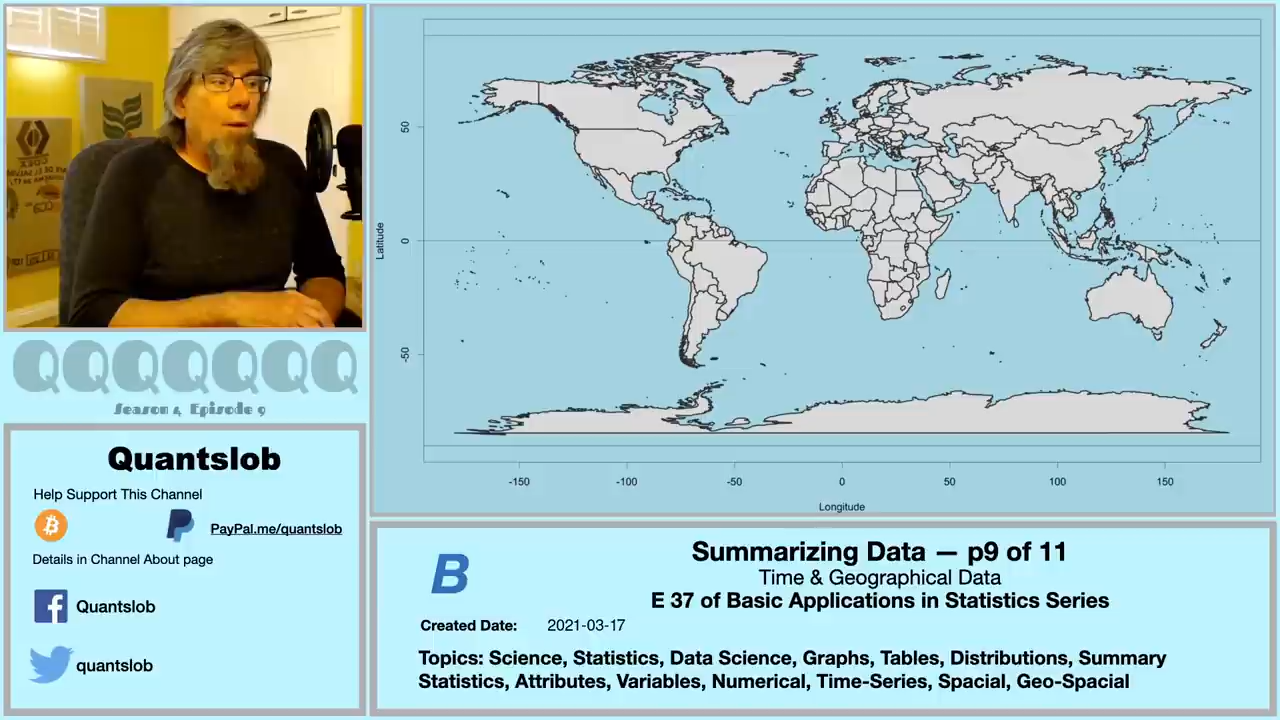 QQQQQQQ
Season 4, Episode 9
Quantslob
Help Support This Channel
PayPal.me/quantslob
Details in Channel About page
Quantslob
quantslob
50
0
-50
Latitude
-150
-100
-50
0
50
100
150
Longitude
B
Summarizing Data — p9 of 11
Time & Geographical Data
E 37 of Basic Applications in Statistics Series
Created Date: 2021-03-17
Topics: Science, Statistics, Data Science, Graphs, Tables, Distributions, Summary
Statistics, Attributes, Variables, Numerical, Time-Series, Spacial, Geo-Spacial